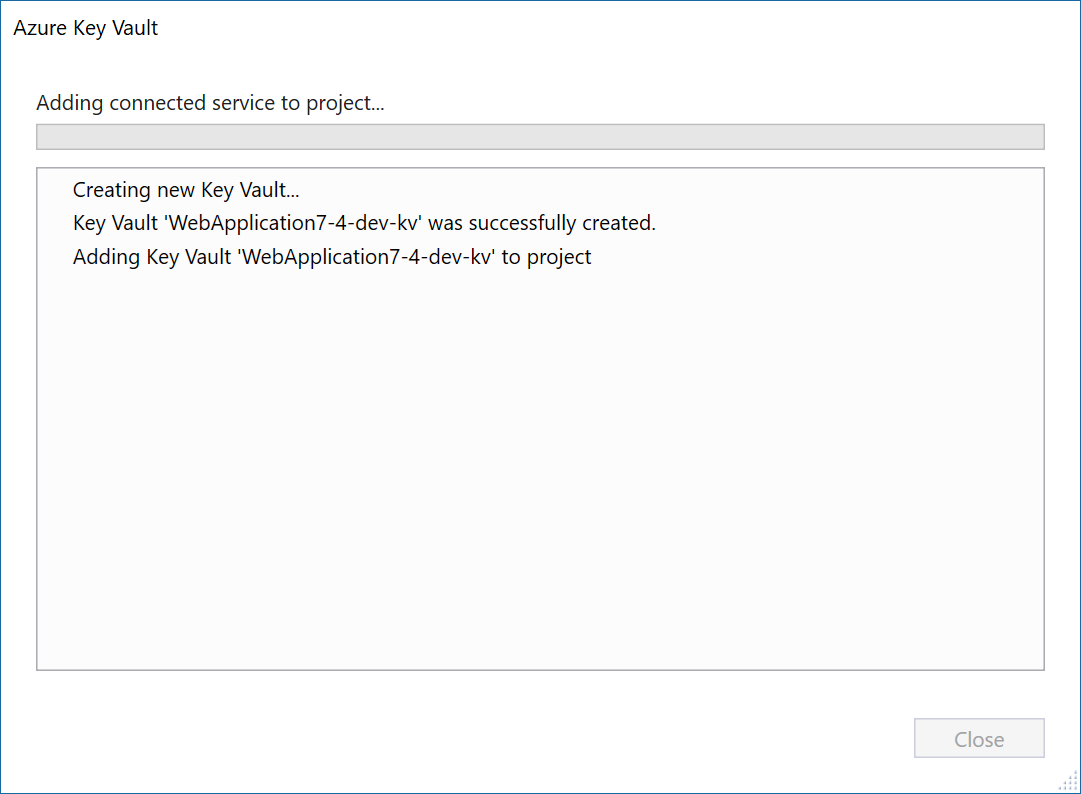 Azure Key Vault
Adding connected service to project...
Creating new Key Vault...
Key Vault 'WebApplication7-4-dev-kv' was successfully created.
Adding Key Vault 'WebApplication7-4-dev-kv' to project
Close